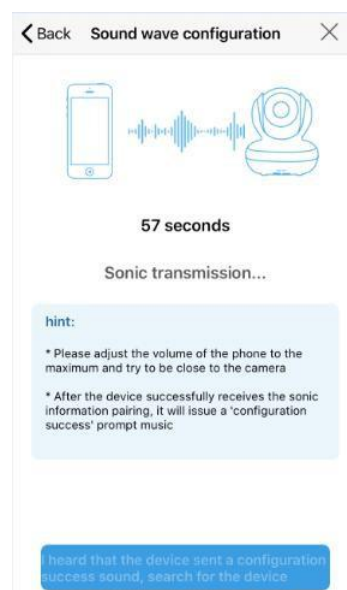 Back Sound wave configuration
57 seconds
Sonic transmission...
hint:
* Please adjust the volume of the phone to the
maximum and try to be close to the camera
* After the device successfully receives the sonic
information pairing, it will issue a 'configuration
success' prompt music
I heard that the device sent a configuration
success sound, search for the device